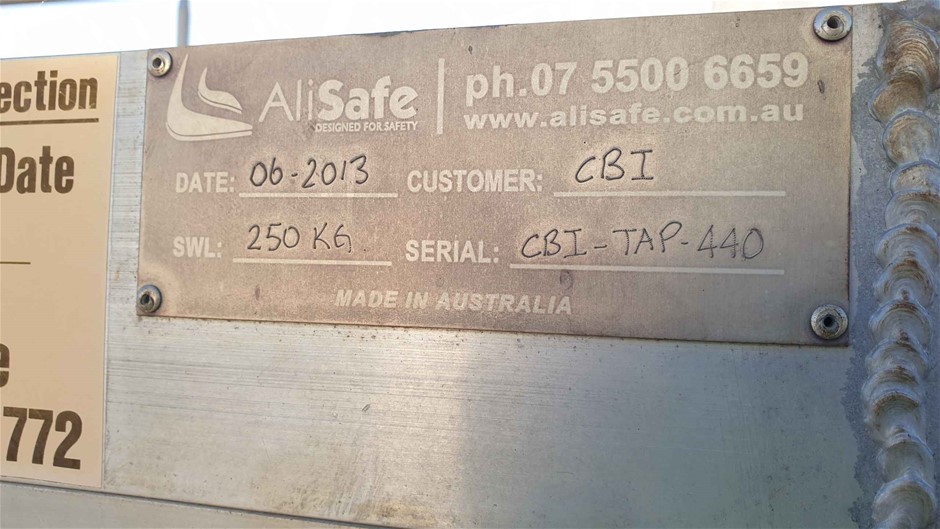 ection
Date
e
772
AliSafe
DESIGNED FOR SAFETY
ph.07 5500 6659
www.alisafe.com.au
DATE: 06-2013 CUSTOMER: CBI
SWL: 250 KG SERIAL: CBI-TAP-440
MADE IN AUSTRALIA